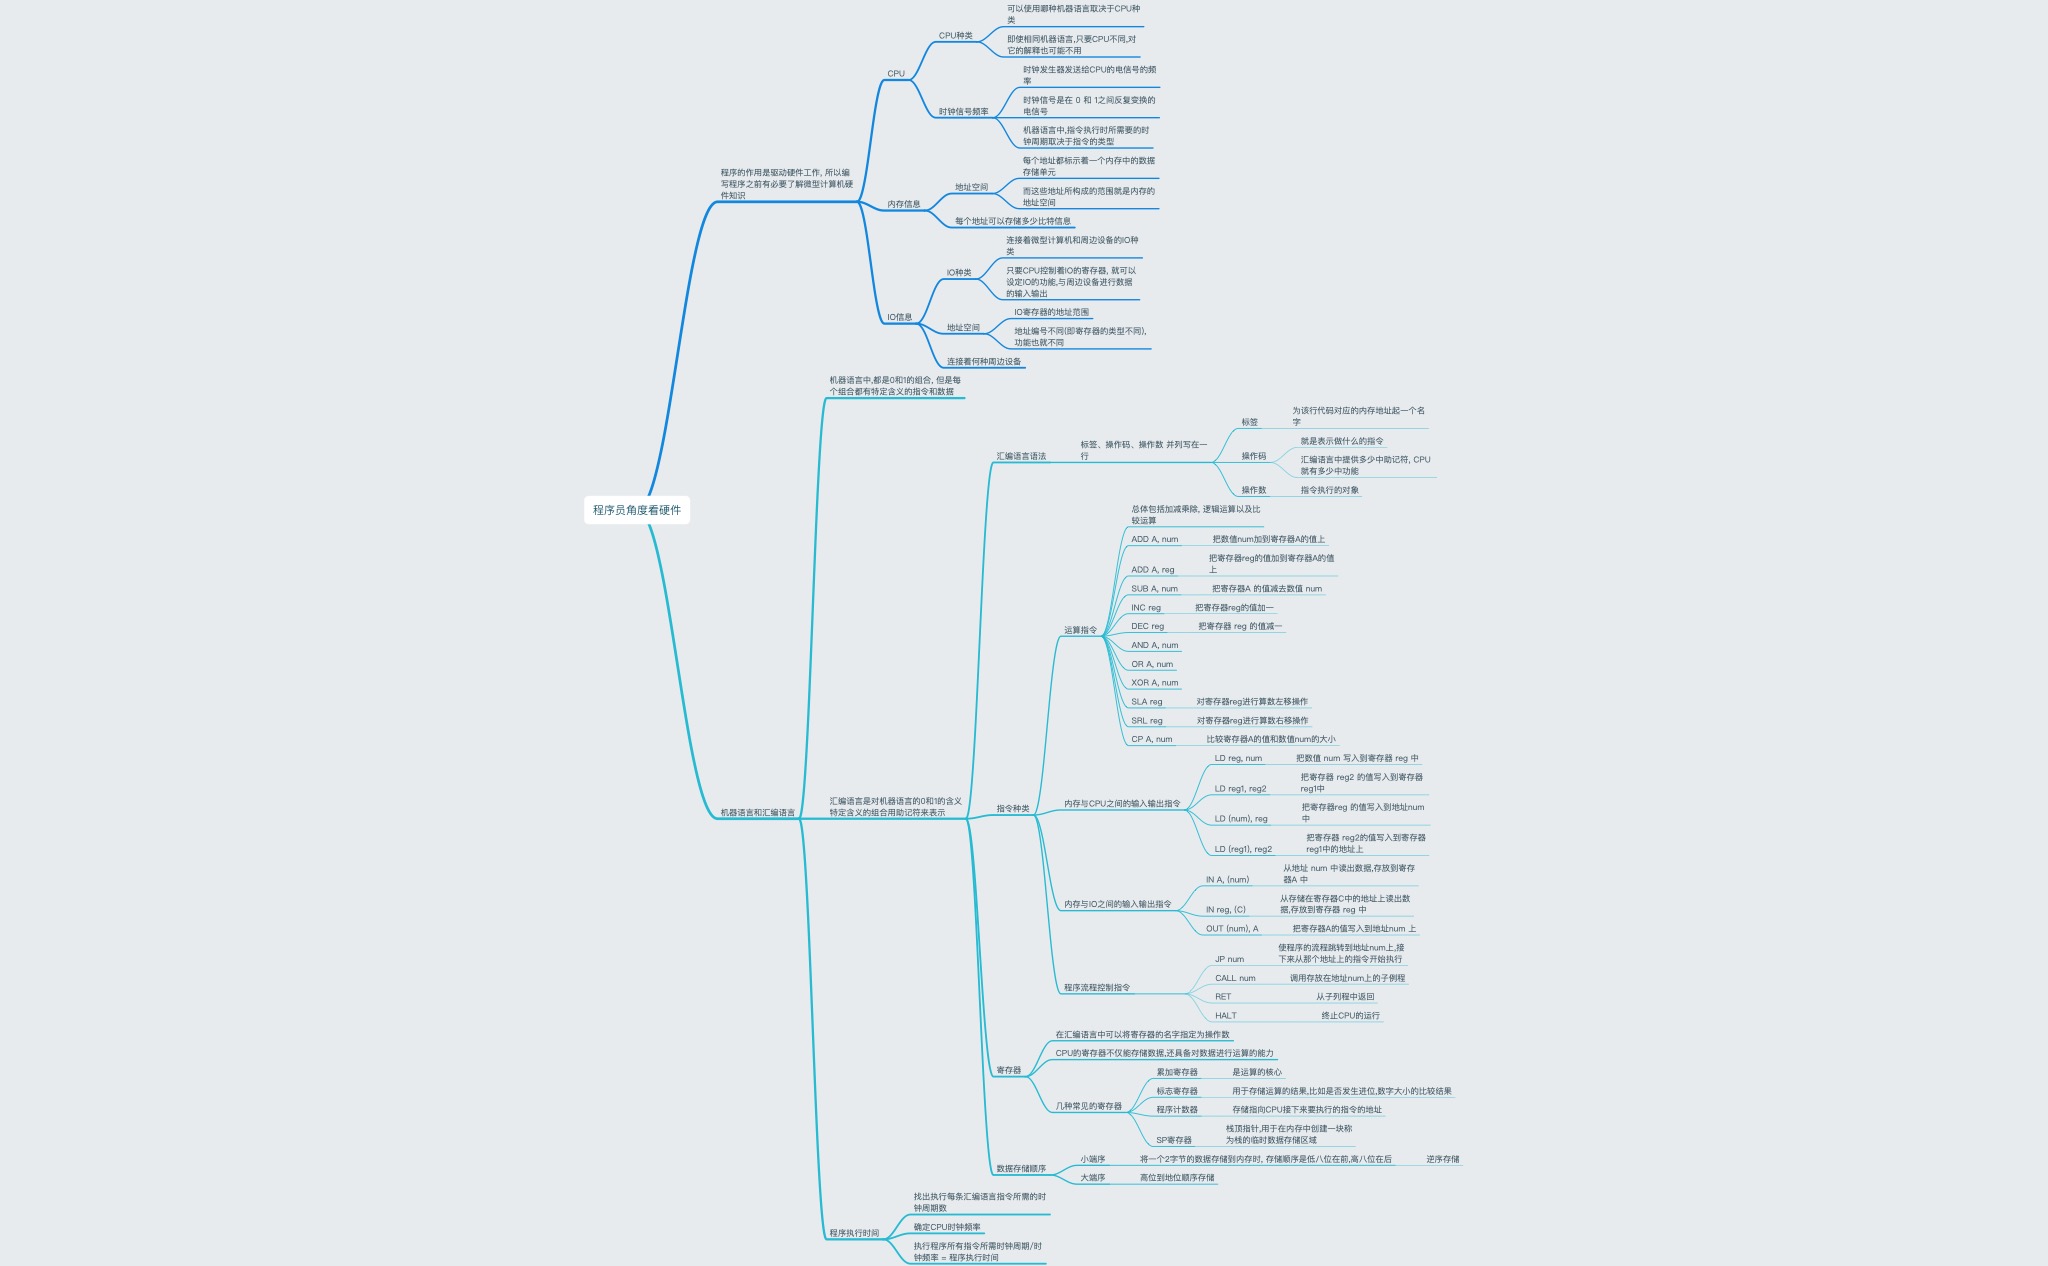 程序员角度看硬件
程序的作用是驱动硬件工作, 所以编
写程序之前有必要了解微型计算机硬
件知识
CPU
CPU种类
可以使用哪种机器语言取决于CPU种
类
即使相同机器语言,只要CPU不同,对
它的解释也可能不用
时钟信号频率
时钟发生器发送给CPU的电信号的频
率
时钟信号是在 0 和 1之间反复变换的
电信号
机器语言中,指令执行时所需要的时
钟周期取决于指令的类型
内存信息
地址空间
每个地址都标示着一个内存中的数据
存储单元
而这些地址所构成的范围就是内存的
地址空间
每个地址可以存储多少比特信息
IO信息
IO种类
连接着微型计算机和周边设备的IO种
类
只要CPU控制着IO的寄存器, 就可以
设定IO的功能,与周边设备进行数据
的输入输出
地址空间
IO寄存器的地址范围
地址编号不同(即寄存器的类型不同),
功能也就不同
连接着何种周边设备
机器语言和汇编语言
机器语言中,都是0和1的组合, 但是每
个组合都有特定含义的指令和数据
汇编语言是对机器语言的0和1的含义
特定含义的组合用助记符来表示
汇编语言语法
标签、操作码、操作数 并列写在一
行
标签
为该行代码对应的内存地址起一个名
字
操作码
就是表示做什么的指令
汇编语言中提供多少中助记符, CPU
就有多少中功能
操作数
指令执行的对象
指令种类
运算指令
总体包括加减乘除, 逻辑运算以及比
较运算
ADD A, num
把数值num加到寄存器A的值上
ADD A, reg
把寄存器reg的值加到寄存器A的值
上
SUB A, num
把寄存器A 的值减去数值 num
INC reg
把寄存器reg的值加一
DEC reg
把寄存器 reg 的值减一
AND A, num
OR A, num
XOR A, num
SLA reg
对寄存器reg进行算数左移操作
SRL reg
对寄存器reg进行算数右移操作
CP A, num
比较寄存器A的值和数值num的大小
内存与CPU之间的输入输出指令
LD reg, num
把数值 num 写入到寄存器 reg 中
LD reg1, reg2
把寄存器 reg2 的值写入到寄存器
reg1中
LD (num), reg
把寄存器reg 的值写入到地址num
中
LD (reg1), reg2
把寄存器 reg2的值写入到寄存器
reg1中的地址上
内存与IO之间的输入输出指令
IN A, (num)
从地址 num 中读出数据,存放到寄存
器A 中
IN reg, (C)
从存储在寄存器C中的地址上读出数
据,存放到寄存器 reg 中
OUT (num), A
把寄存器A的值写入到地址num 上
程序流程控制指令
JP num
使程序的流程跳转到地址num上,接
下来从那个地址上的指令开始执行
CALL num
调用存放在地址num上的子例程
RET
从子列程中返回
HALT
终止CPU的运行
寄存器
在汇编语言中可以将寄存器的名字指定为操作数
CPU的寄存器不仅能存储数据,还具备对数据进行运算的能力
几种常见的寄存器
累加寄存器
是运算的核心
标志寄存器
用于存储运算的结果,比如是否发生进位,数字大小的比较结果
程序计数器
存储指向CPU接下来要执行的指令的地址
SP寄存器
栈顶指针,用于在内存中创建一块称
为栈的临时数据存储区域
数据存储顺序
小端序
将一个2字节的数据存储到内存时, 存储顺序是低八位在前,高八位在后
逆序存储
大端序
高位到地位顺序存储
程序执行时间
找出执行每条汇编语言指令所需的时
钟周期数
确定CPU时钟频率
执行程序所有指令所需时钟周期/时
钟频率 = 程序执行时间